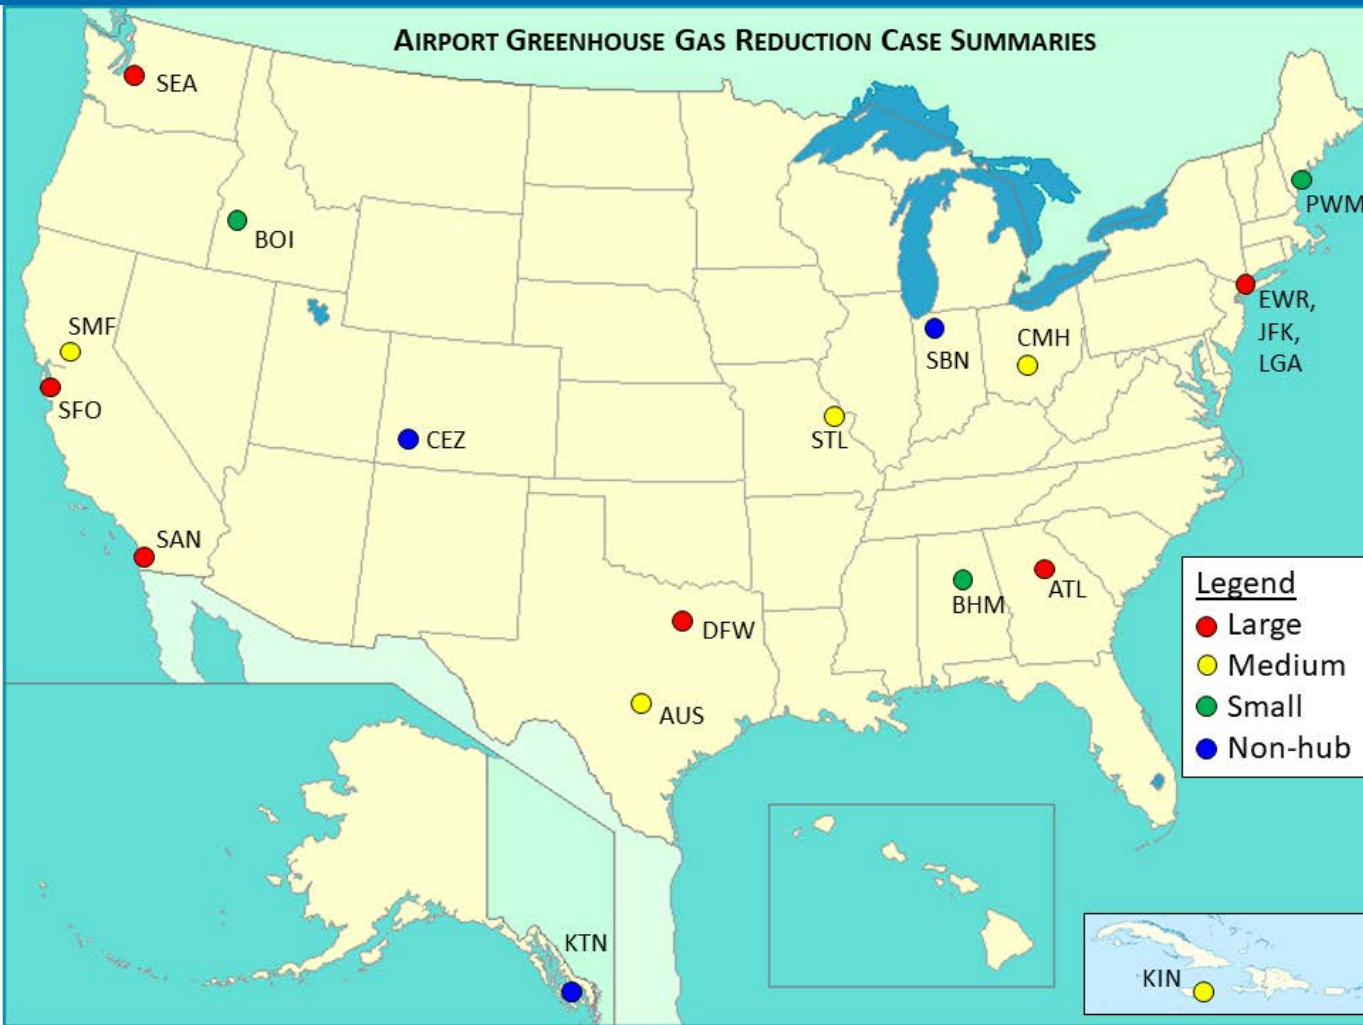 AIRPORT GREENHOUSE GAS REDUCTION CASE SUMMARIES
SEA
PWM
BOI
EWR,
JFK,
LGA
SMF
SBN
CMH
SFO
STL
CEZ
SAN
BHM
ATL
DFW
AUS
Legend
Large
Medium
Small
Non-hub
KTN
KIN